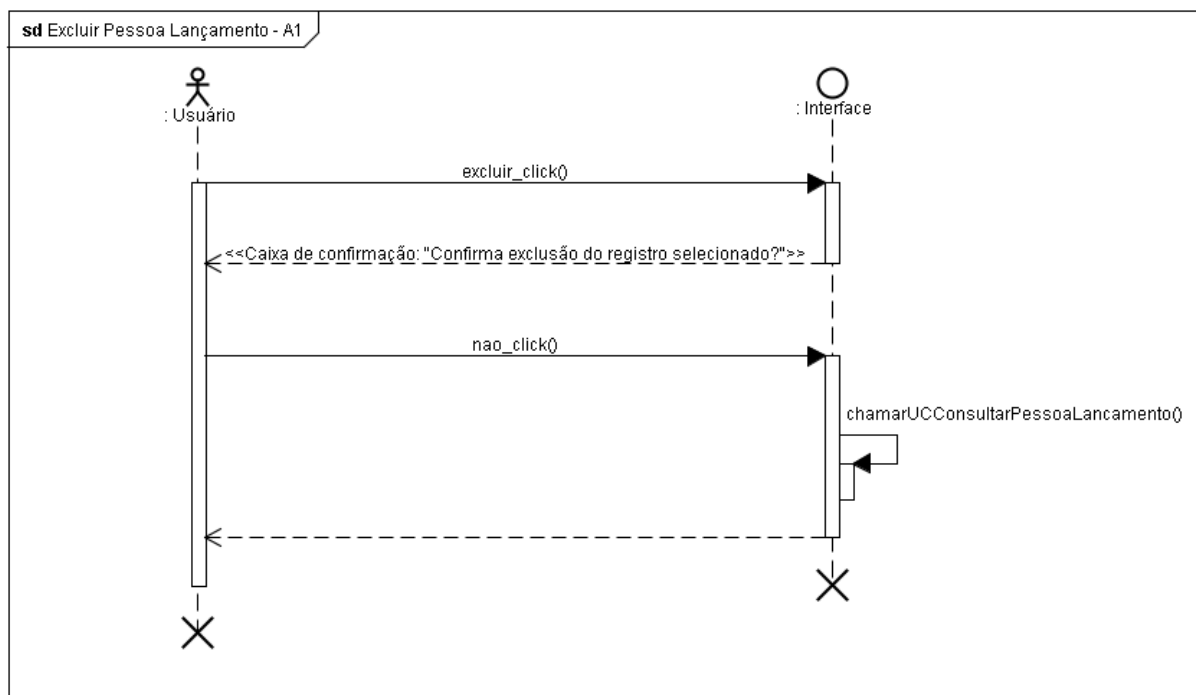 sd Excluir Pessoa Lançamento - A1
: Usuário
: Interface
excluir_click()
<<Caixa de confirmação: "Confirma exclusão do registro selecionado?">>
nao_click()
chamarUCConsultarPessoaLancamento()